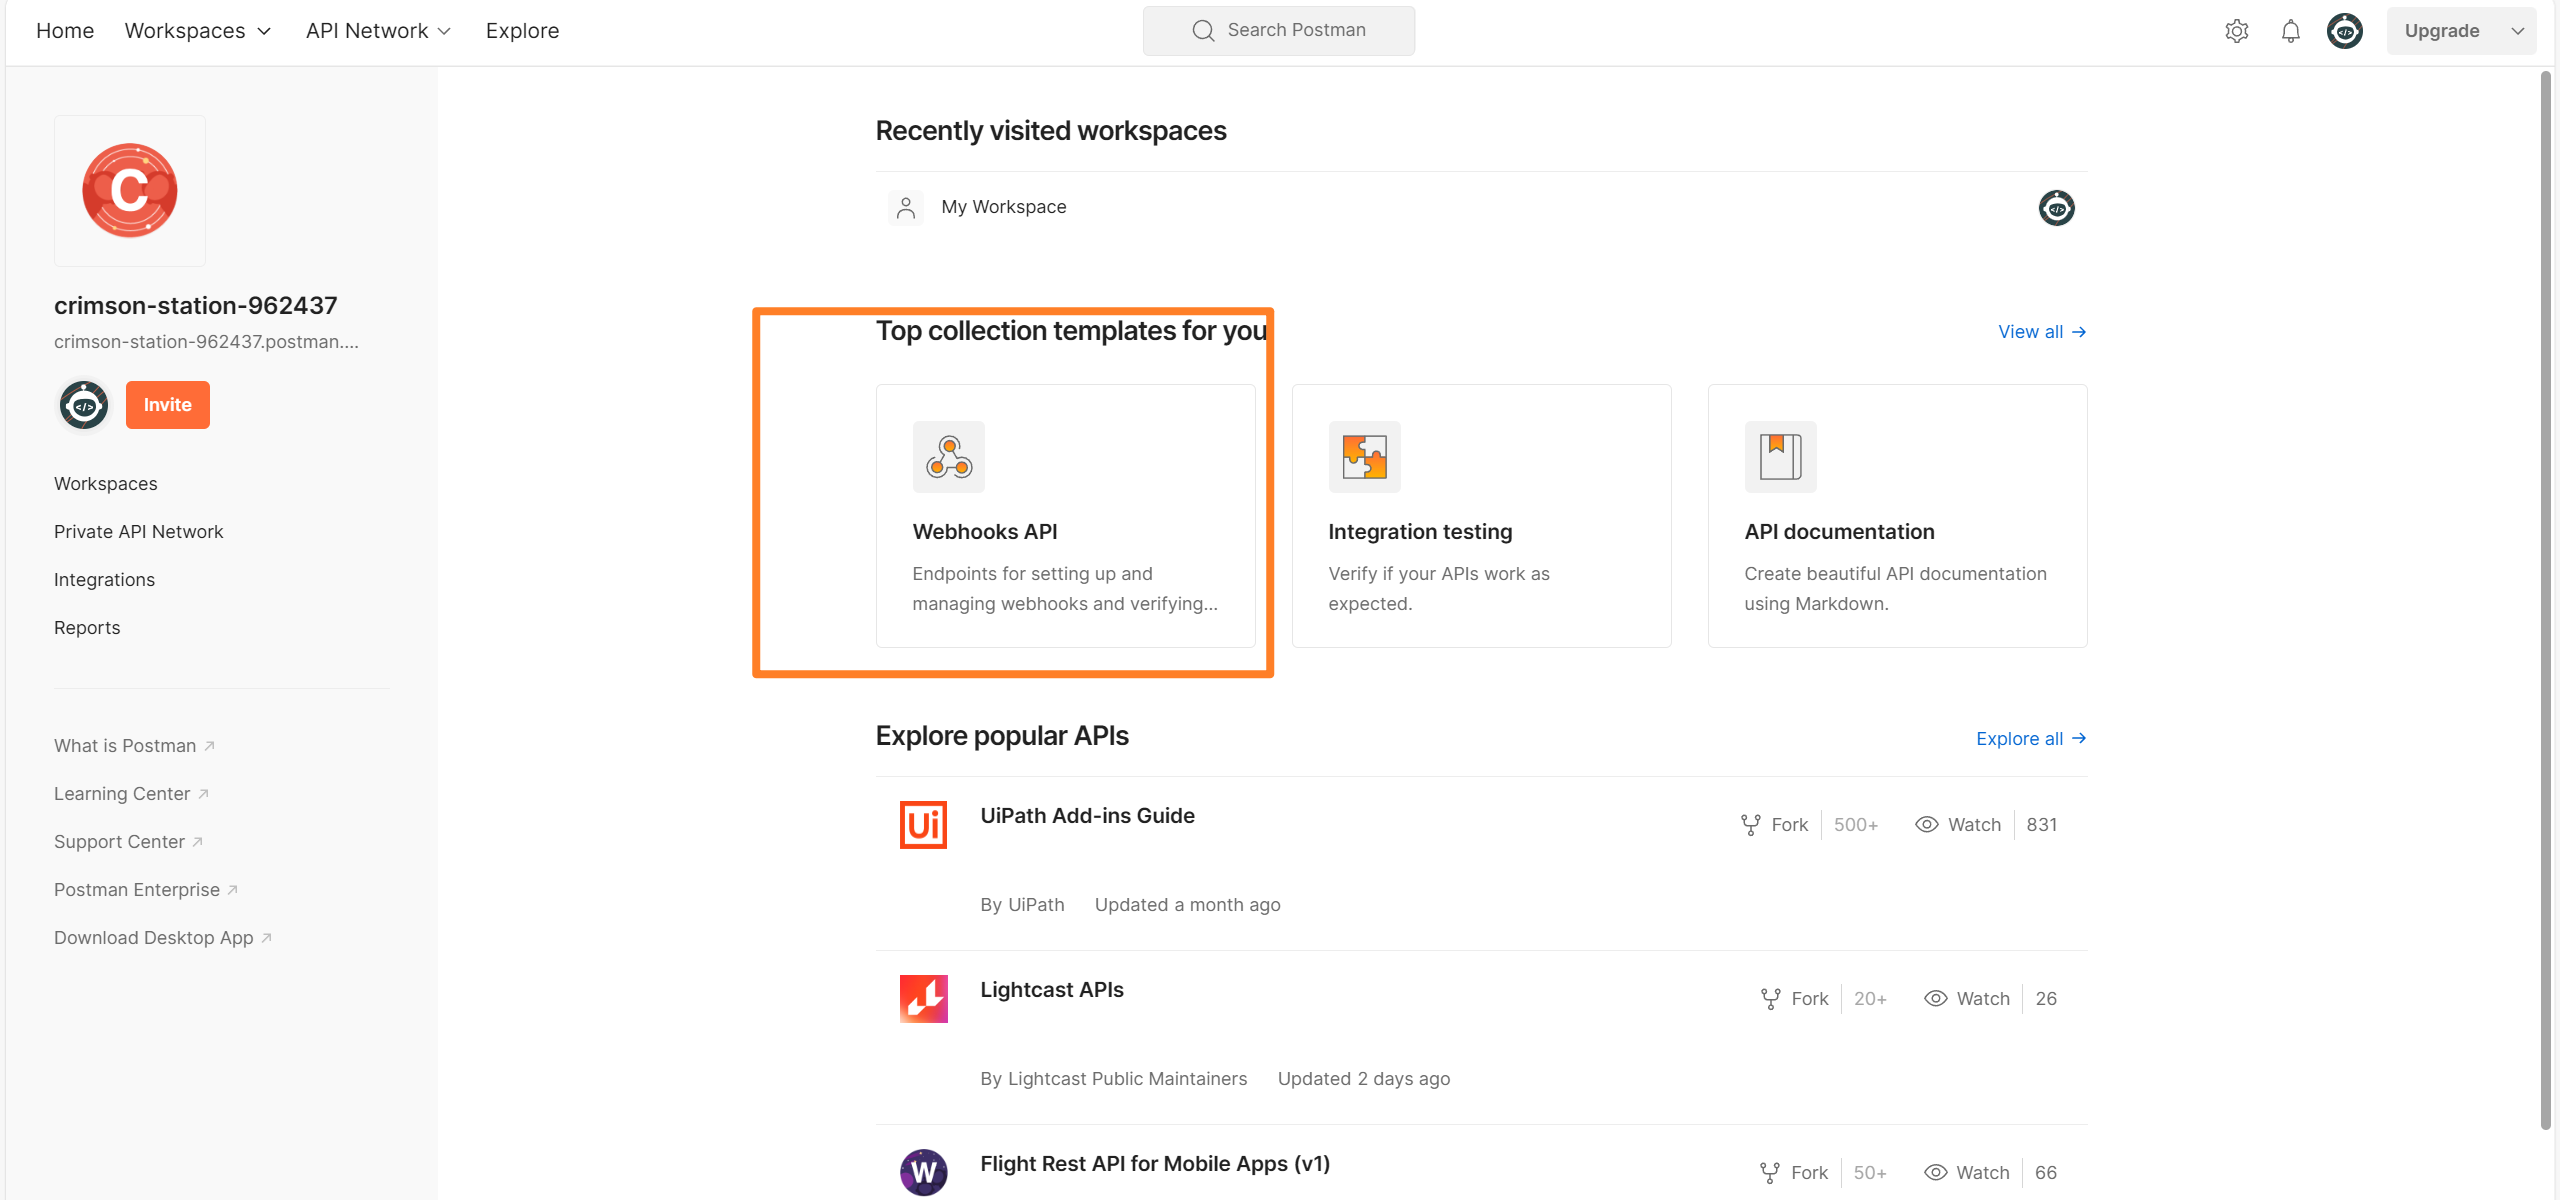 Home Workspaces API Network Explore Search Postman Upgrade
C
crimson-station-962437
crimson-station-962437.postman....
Invite
Workspaces
Private API Network
Integrations
Reports
What is Postman
Learning Center
Support Center
Postman Enterprise
Download Desktop App
Recently visited workspaces
My Workspace
Top collection templates for you
View all →
Webhooks API
Endpoints for setting up and
managing webhooks and verifying...
Integration testing
Verify if your APIs work as
expected.
API documentation
Create beautiful API documentation
using Markdown.
Explore popular APIs
Explore all →
Ui
UiPath Add-ins Guide
Fork 500+ Watch 831
By UiPath Updated a month ago
Lightcast APIs
Fork 20+ Watch 26
By Lightcast Public Maintainers Updated 2 days ago
W
Flight Rest API for Mobile Apps (v1)
Fork 50+ Watch 66